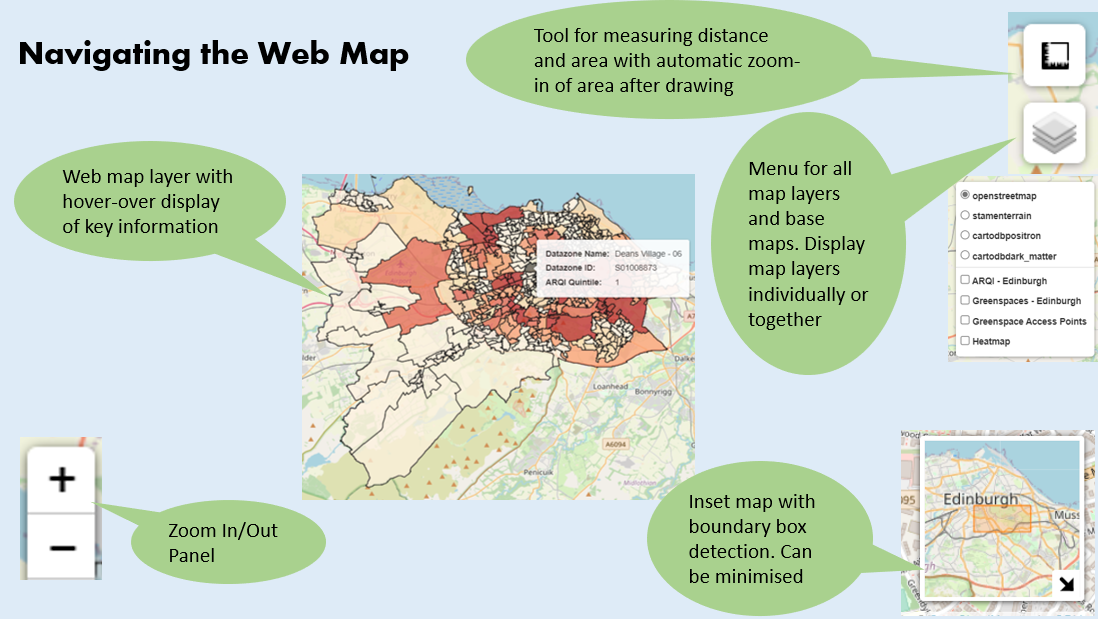 Navigating the Web Map
Tool for measuring distance
and area with automatic zoom-
in of area after drawing
Web map layer with
hover-over display
of key information
Menu for all
map layers
and base
maps. Display
map layers
individually or
together
openstreetmap
stamenterrain
cartodbpositron
cartodbdark_matter
ARQI - Edinburgh
Greenspaces - Edinburgh
Greenspace Access Points
Heatmap
Datazone Name: Deans Village - 06
Datazone ID: S01008873
ARQI Quintile: 1
Edinburgh
A7
Dalke
Loanhead
Bonnyrigg
A6094
Penicuik
Midlothian
+
−
Zoom In/Out
Panel
Inset map with
boundary box
detection. Can
be minimised
Edinburgh
Muss